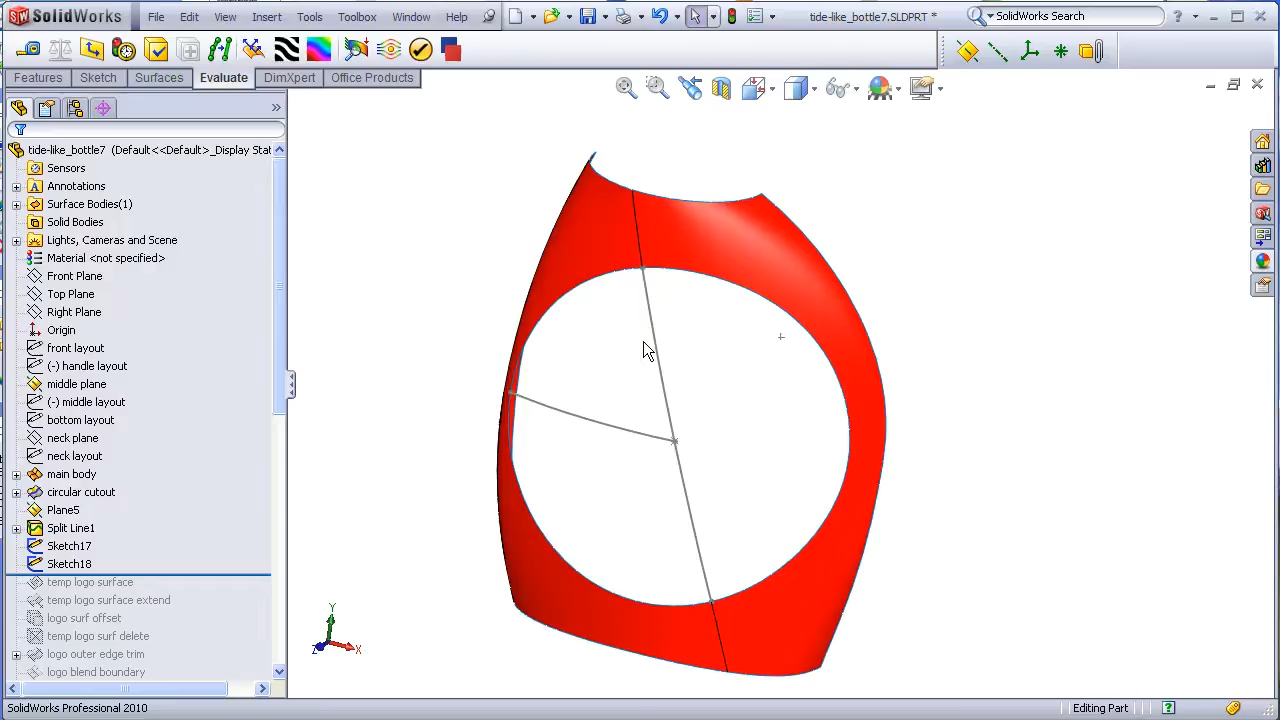 SolidWorks File Edit View Insert Tools Toolbox Window Help tide-like_bottle7.SLDPRT * SolidWorks Search
Features Sketch Surfaces Evaluate DimXpert Office Products
tide-like_bottle7 (Default<<Default>_Display Stat
Sensors
Annotations
Surface Bodies(1)
Solid Bodies
Lights, Cameras and Scene
Material <not specified>
Front Plane
Top Plane
Right Plane
Origin
front layout
(-) handle layout
middle plane
(-) middle layout
bottom layout
neck plane
neck layout
main body
circular cutout
Plane5
Split Line1
Sketch17
Sketch18
temp logo surface
temp logo surface extend
logo surf offset
temp logo surf delete
logo outer edge trim
logo blend boundary
Y
X
Z
SolidWorks Professional 2010 Editing Part